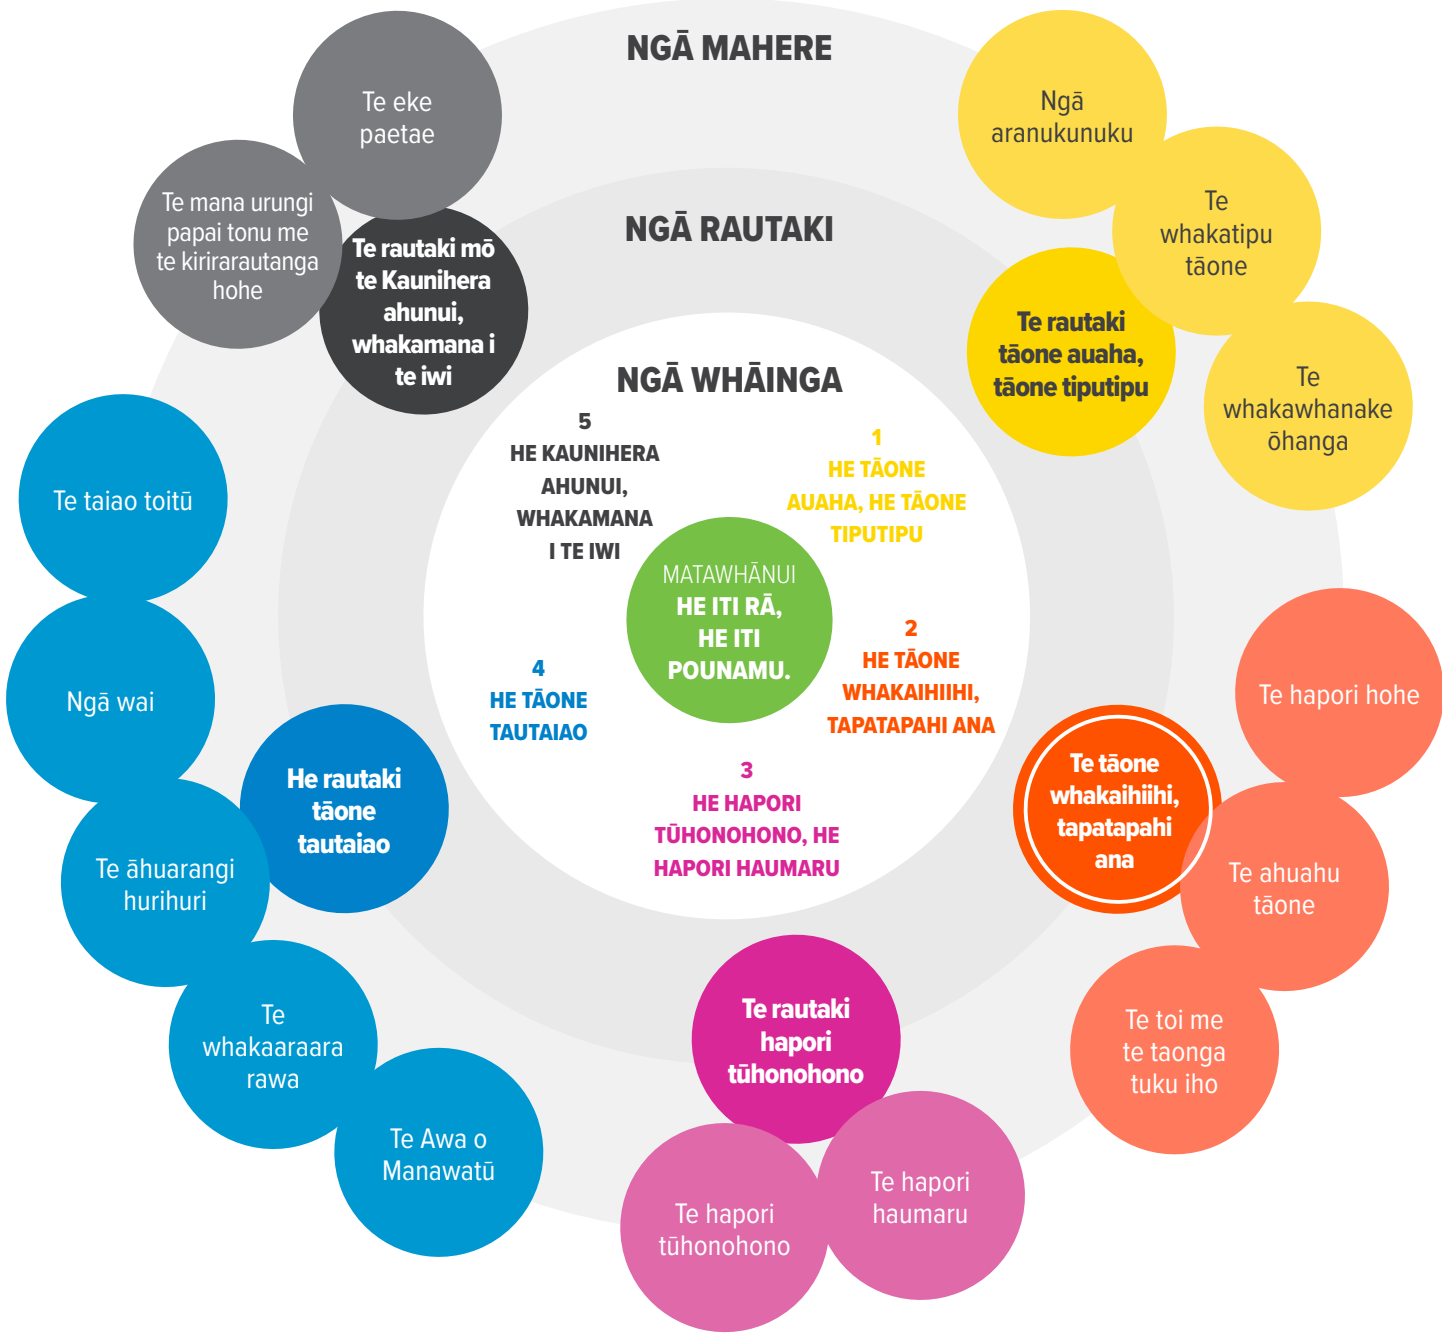 NGĀ MAHERE
Te eke
paetae
Te mana urungi
papai tonu me
te kirirarautanga
hohe
Ngā
aranukunuku
Te
whakatipu
tāone
Te
whakawhanake
ōhanga
NGĀ RAUTAKI
Te rautaki mō
te Kaunihera
ahunui,
whakamana i
te iwi
Te rautaki
tāone auaha,
tāone tiputipu
NGĀ WHĀINGA
5
HE KAUNIHERA
AHUNUI,
WHAKAMANA
I TE IWI
1
HE TĀONE
AUAHA, HE TĀONE
TIPUTIPU
MATAWHĀNUI
HE ITI RĀ,
HE ITI
POUNAMU.
2
HE TĀONE
WHAKAIHIIHI,
TAPATAPAHI ANA
4
HE TĀONE
TAUTAIAO
3
HE HAPORI
TŪHONOHONO, HE
HAPORI HAUMARU
Te taiao toitū
Ngā wai
He rautaki
tāone
tautaiao
Te āhuarangi
hurihuri
Te
whakaaraara
rawa
Te Awa o
Manawatū
Te hapori hohe
Te tāone
whakaihiihi,
tapatapahi
ana
Te ahuahu
tāone
Te toi me
te taonga
tuku iho
Te rautaki
hapori
tūhonohono
Te hapori
tūhonohono
Te hapori
haumaru